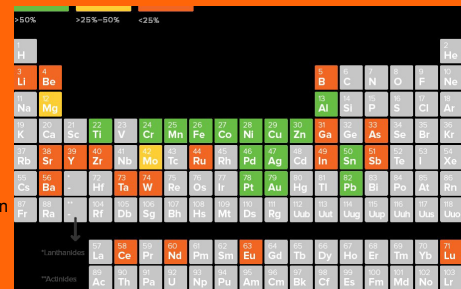 >50% >25%–50% <25%
1 2
H He
3 4 5 6 7 8 9 10
Li Be B C N O F Ne
11 12 13 14 15 16 17 18
Na Mg Al Si P S Cl Ar
19 20 21 22 23 24 25 26 27 28 29 30 31 32 33 34 35 36
K Ca Sc Ti V Cr Mn Fe Co Ni Cu Zn Ga Ge As Se Br Kr
37 38 39 40 41 42 43 44 45 46 47 48 49 50 51 52 53 54
Rb Sr Y Zr Nb Mo Tc Ru Rh Pd Ag Cd In Sn Sb Te I Xe
55 56 * 72 73 74 75 76 77 78 79 80 81 82 83 84 85 86
Cs Ba - Hf Ta W Re Os Ir Pt Au Hg Tl Pb Bi Po At Rn
87 88 ** 104 105 106 107 108 109 110 111 112 113 114 115 116 117 118
n Fr Ra - Rf Db Sg Bh Hs Mt Ds Rg Uub Uut Uug Uup Uuh Uus Uuo
57 58 59 60 61 62 63 64 65 66 67 68 69 70 71
*Lanthanides La Ce Pr Nd Pm Sm Eu Gd Tb Dy Ho Er Tm Yb Lu
89 90 91 92 93 94 95 96 97 98 99 100 101 102 103
**Actinides Ac Th Pa U Np Pu Am Cm Bk Cf Es Fm Md No Lr